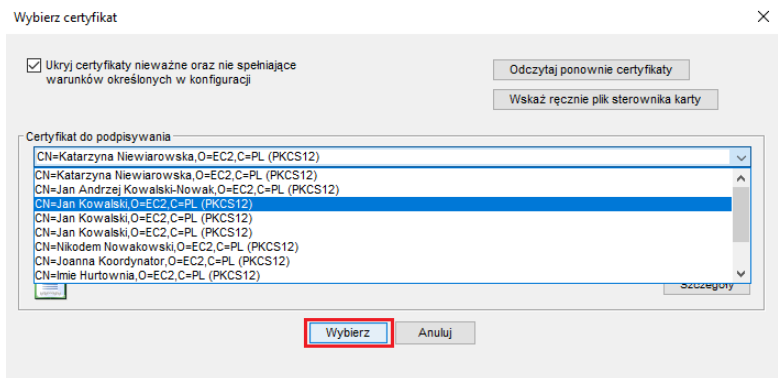 Wybierz certyfikat
Ukryj certyfikaty nieważne oraz nie spełniające
warunków określonych w konfiguracji
Odczytaj ponownie certyfikaty
Wskaż ręcznie plik sterownika karty
Certyfikat do podpisywania
CN=Katarzyna Niewiarowska,O=EC2,C=PL (PKCS12)
CN=Katarzyna Niewiarowska,O=EC2,C=PL (PKCS12)
CN=Jan Andrzej Kowalski-Nowak,O=EC2,C=PL (PKCS12)
CN=Jan Kowalski,O=EC2,C=PL (PKCS12)
CN=Jan Kowalski,O=EC2,C=PL (PKCS12)
CN=Jan Kowalski,O=EC2,C=PL (PKCS12)
CN=Nikodem Nowakowski,O=EC2,C=PL (PKCS12)
CN=Joanna Koordynator,O=EC2,C=PL (PKCS12)
CN=Imie Hurtownia,O=EC2,C=PL (PKCS12)
Szczegóły
Wybierz
Anuluj